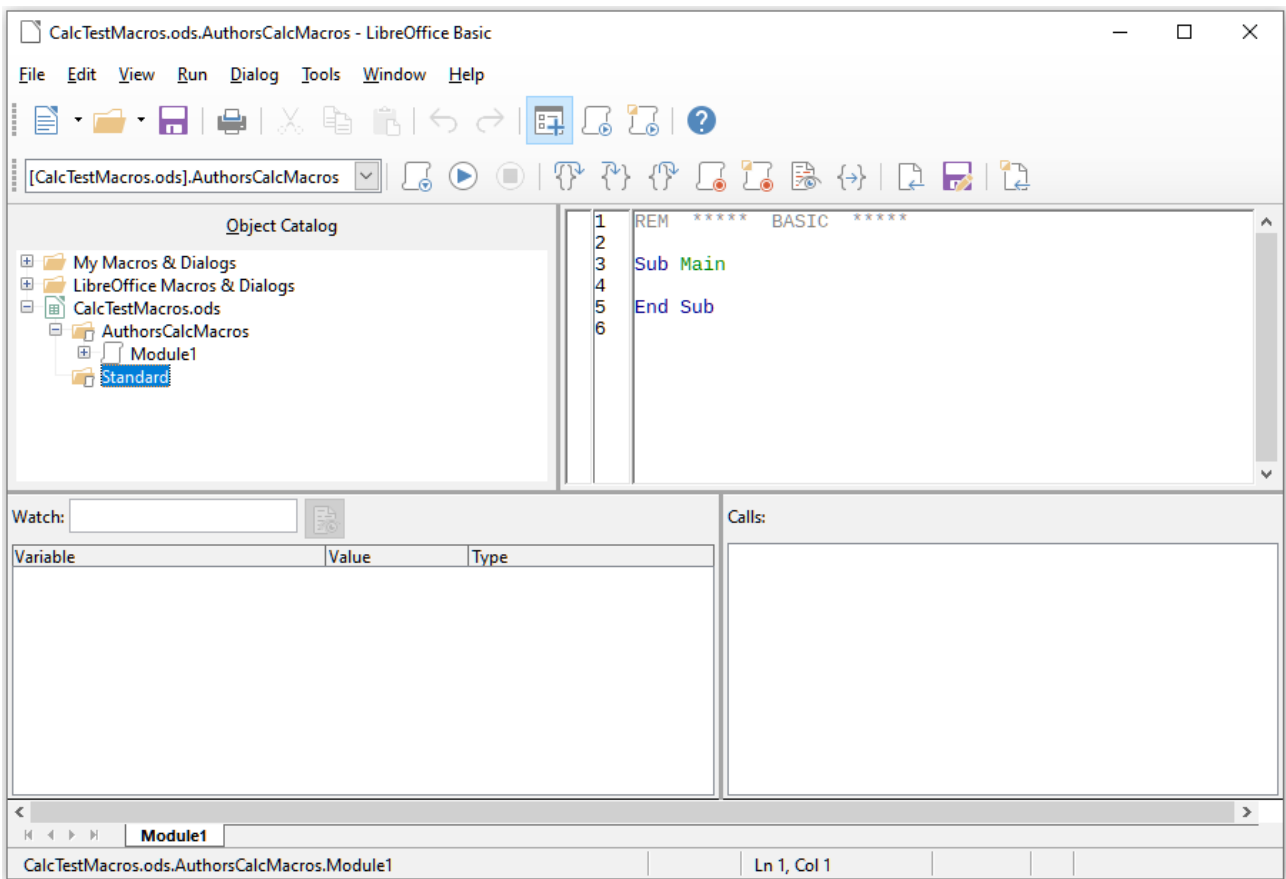 CalcTestMacros.ods.AuthorsCalcMacros - LibreOffice Basic
File Edit View Run Dialog Tools Window Help
[CalcTestMacros.ods].AuthorsCalcMacros
Object Catalog
My Macros & Dialogs
LibreOffice Macros & Dialogs
CalcTestMacros.ods
AuthorsCalcMacros
Module1
Standard
1 REM ***** BASIC *****
2
3 Sub Main
4
5 End Sub
6
Watch:
Variable Value Type
Calls:
Module1
CalcTestMacros.ods.AuthorsCalcMacros.Module1 Ln 1, Col 1